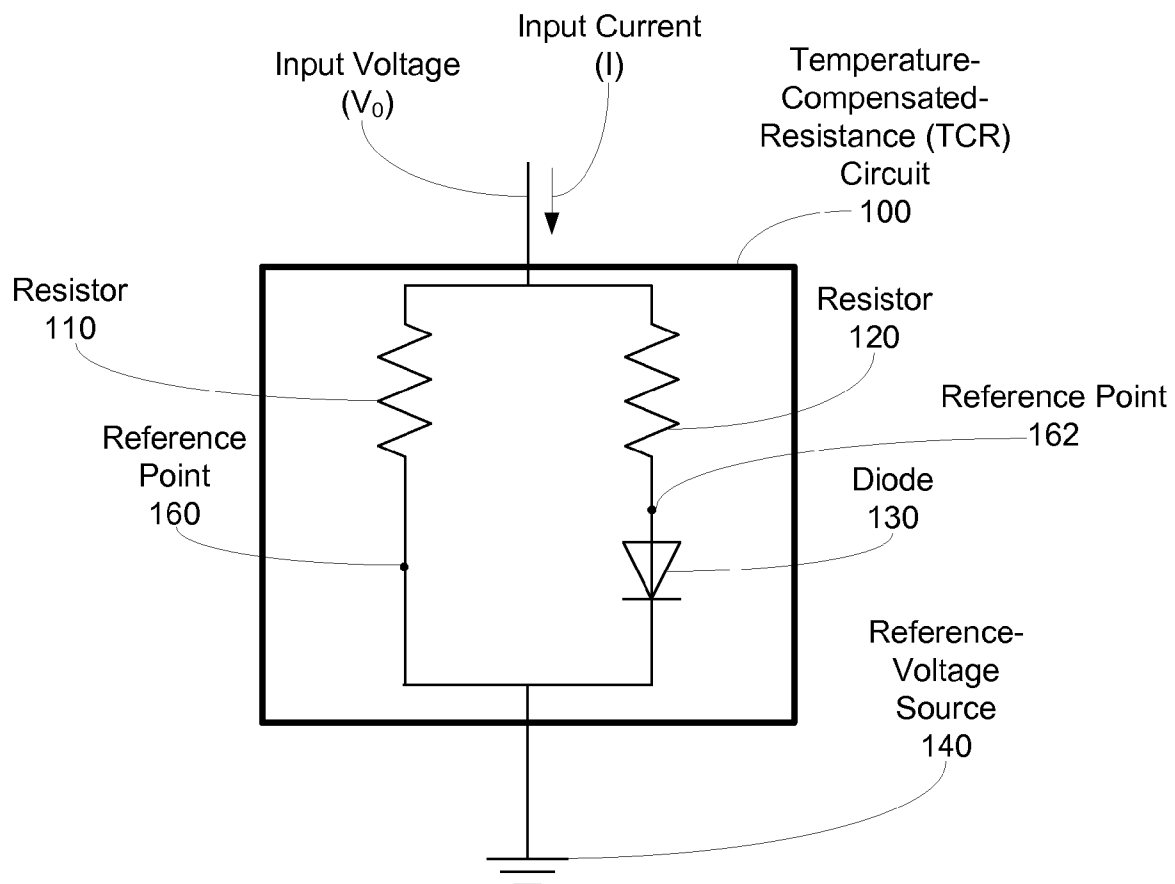 Input Current
(I)
Input Voltage
(V₀)
Temperature-
Compensated-
Resistance (TCR)
Circuit
100
Resistor
110
Resistor
120
Reference Point
162
Reference
Point
160
Diode
130
Reference-
Voltage
Source
140